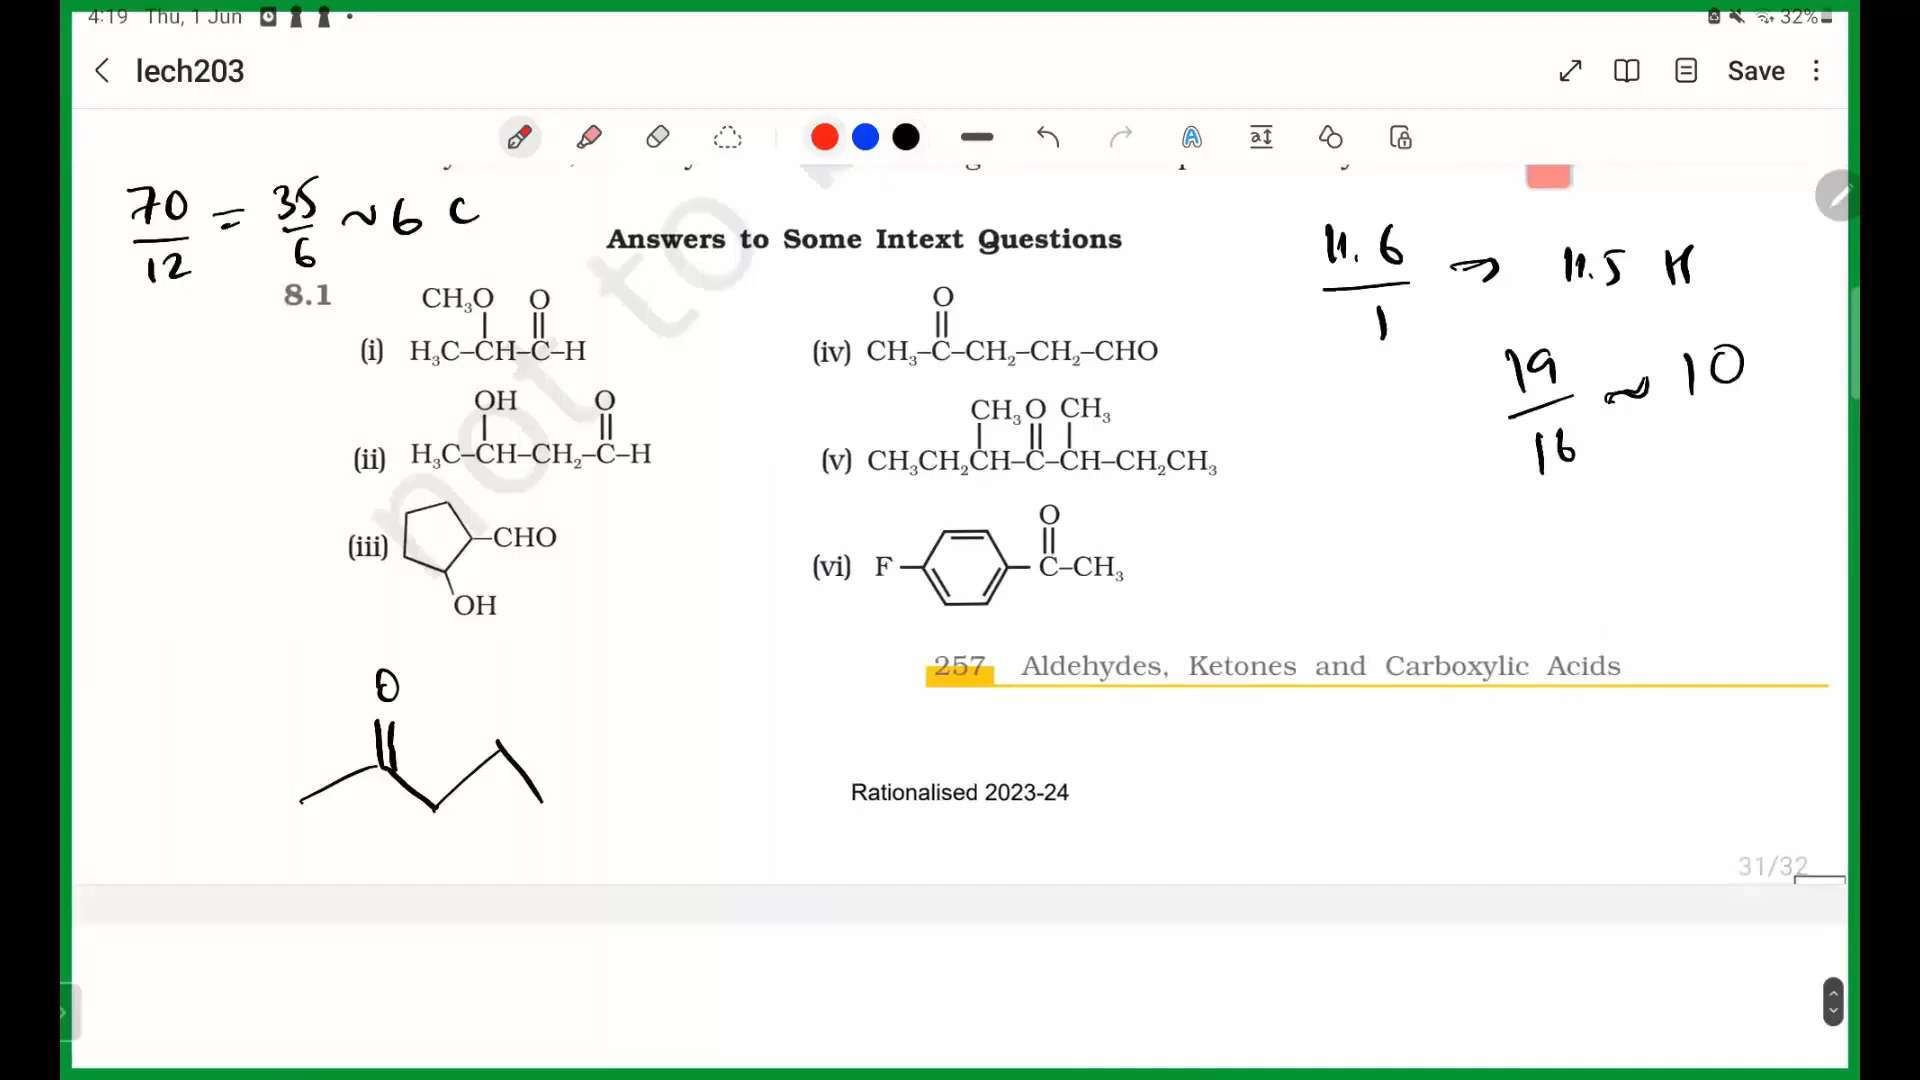 4:19 Thu, 1 Jun
32%
lech203
Save
70/12 = 35/6 ~ 6 C
Answers to Some Intext Questions
11.6/1 → 11.5 H
19/16 ~ 10
8.1
(i) H₃C–CH–C–H
CH₃O O
(iv) CH₃–C–CH₂–CH₂–CHO
O
(ii) H₃C–CH–CH₂–C–H
OH O
(v) CH₃CH₂CH–C–CH–CH₂CH₃
CH₃ O CH₃
(iii) CHO
OH
(vi) F C–CH₃
O
not to
O
257 Aldehydes, Ketones and Carboxylic Acids
Rationalised 2023-24
31/32